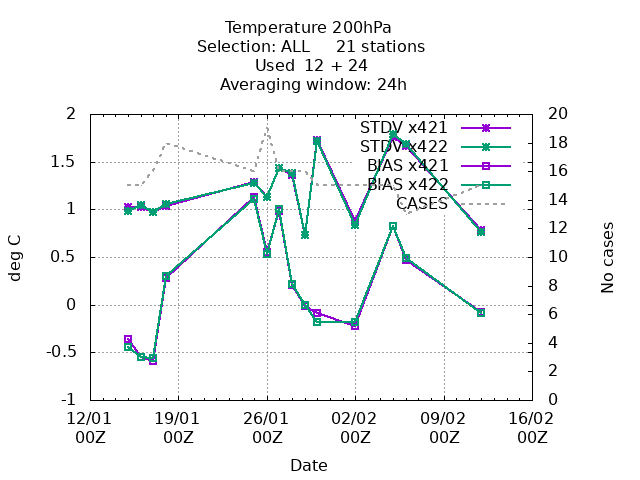 Temperature 200hPa
Selection: ALL 21 stations
Used 12 + 24
Averaging window: 24h
2
1.5
1
0.5
0
-0.5
-1
deg C
20
18
16
14
12
10
8
6
4
2
0
No cases
STDV x421
STDV x422
BIAS x421
BIAS x422
CASES
12/01 19/01 26/01 02/02 09/02 16/02
00Z 00Z 00Z 00Z 00Z 00Z
Date